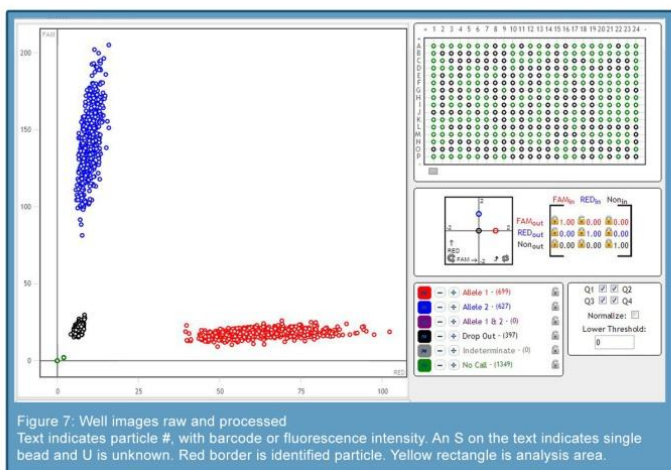 FAM
200
150
100
50
0
0
50
100
RED
+ 1 2 3 4 5 6 7 8 9 10 11 12 13 14 15 16 17 18 19 20 21 22 23 24 -
A
B
C
D
E
F
G
H
I
J
K
L
M
N
O
P
2
-2
2
-2
RED
FAM →
FAMin REDin Nonin
FAMout 1.00 0.00 0.00
REDout 0.00 1.00 0.00
Nonout 0.00 0.00 1.00
Allele 1 - (699)
Allele 2 - (627)
Allele 1 & 2 - (0)
Drop Out - (397)
Indeterminate - (0)
No Call - (1349)
Q1 Q2
Q3 Q4
Normalize:
Lower Threshold:
0
Figure 7: Well images raw and processed
Text indicates particle #, with barcode or fluorescence intensity. An S on the text indicates single
bead and U is unknown. Red border is identified particle. Yellow rectangle is analysis area.